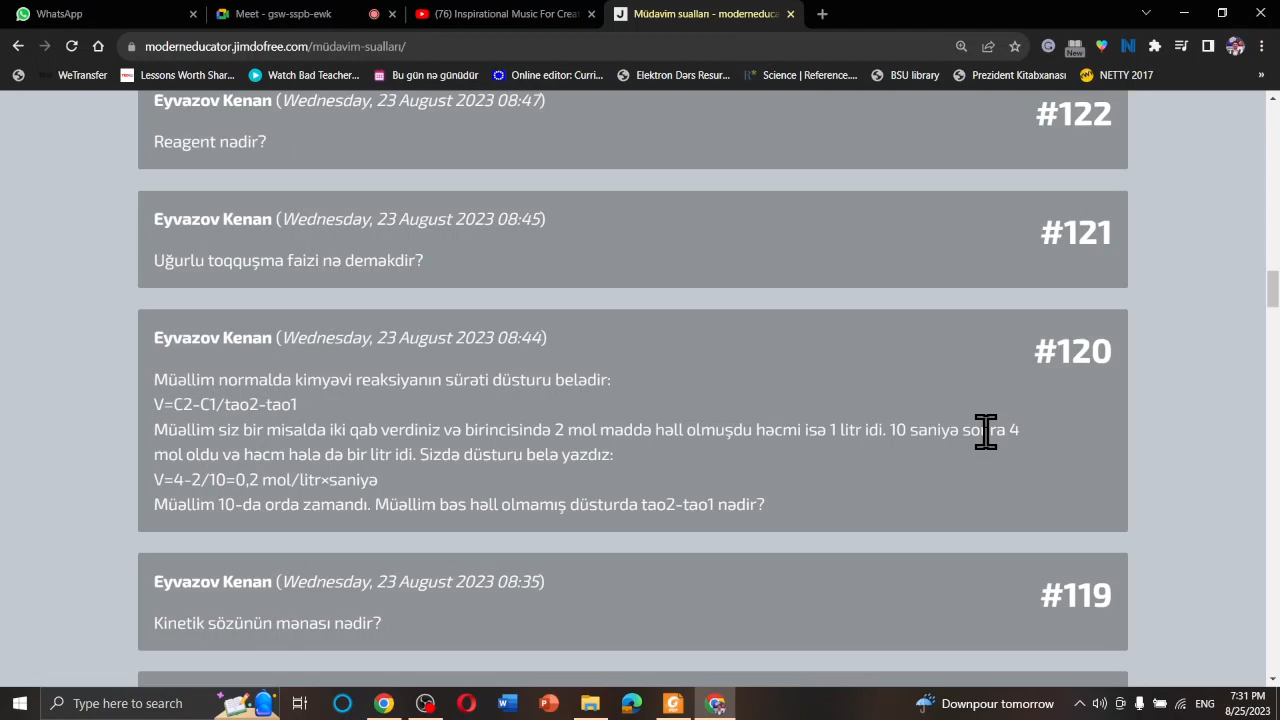 WhatsApp
Meet - gsw-sspb-ewk
(76) Inspirational Music For Creat
Müdavim sualları - moderneduca
moderneducator.jimdofree.com/müdavim-sualları/
New
WeTransfer
Lessons Worth Shar...
Watch Bad Teacher...
Bu gün nə günüdür
Online center: Curri...
Elektron Dərs Resur...
Science | Reference....
BSU library
Prezident Kitabxanası
NETTY 2017
»
Eyvazov Kenan (Wednesday, 23 August 2023 08:47)
#122
Reagent nədir?
Eyvazov Kenan (Wednesday, 23 August 2023 08:45)
#121
Uğurlu toqquşma faizi nə deməkdir?
Eyvazov Kenan (Wednesday, 23 August 2023 08:44)
#120
Müəllim normalda kimyəvi reaksiyanın sürəti düsturu belədir:
V=C2-C1/tao2-tao1
Müəllim siz bir misalda iki qab verdiniz və birincisində 2 mol maddə həll olmuşdu həcmi isə 1 litr idi. 10 saniyə sonra 4
mol oldu və həcm hələ də bir litr idi. Sizdə düsturu belə yazdız:
V=4-2/10=0,2 mol/litr×saniyə
Müəllim 10-da orda zamandı. Müəllim bəs həll olmamış düsturda tao2-tao1 nədir?
Eyvazov Kenan (Wednesday, 23 August 2023 08:35)
#119
Kinetik sözünün mənası nədir?
Type here to search
Downpour tomorrow
ENG
7:31 PM
8/25/2023